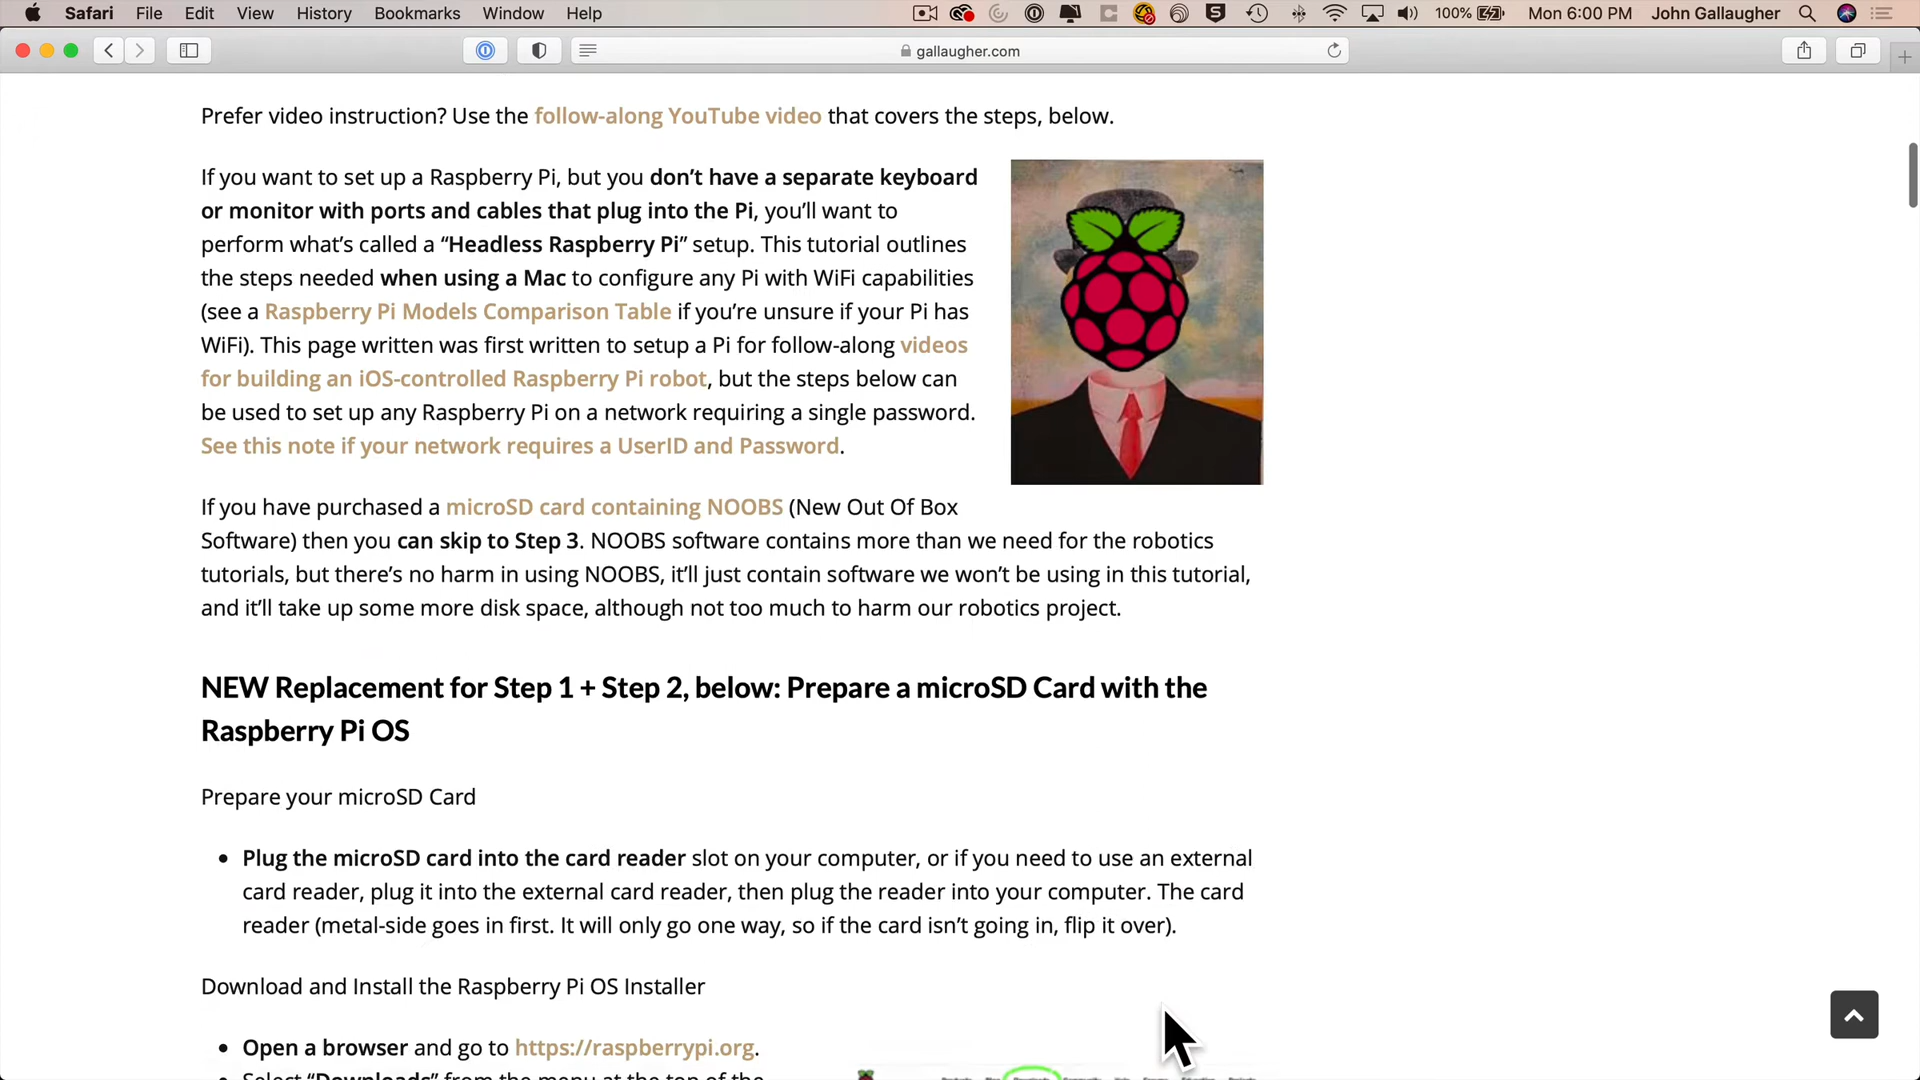 Safari File Edit View History Bookmarks Window Help 100% Mon 6:00 PM John Gallaugher
gallaugher.com
Prefer video instruction? Use the follow-along YouTube video that covers the steps, below.
If you want to set up a Raspberry Pi, but you don’t have a separate keyboard
or monitor with ports and cables that plug into the Pi, you’ll want to
perform what’s called a “Headless Raspberry Pi” setup. This tutorial outlines
the steps needed when using a Mac to configure any Pi with WiFi capabilities
(see a Raspberry Pi Models Comparison Table if you’re unsure if your Pi has
WiFi). This page written was first written to setup a Pi for follow-along videos
for building an iOS-controlled Raspberry Pi robot, but the steps below can
be used to set up any Raspberry Pi on a network requiring a single password.
See this note if your network requires a UserID and Password.
If you have purchased a microSD card containing NOOBS (New Out Of Box
Software) then you can skip to Step 3. NOOBS software contains more than we need for the robotics
tutorials, but there’s no harm in using NOOBS, it’ll just contain software we won’t be using in this tutorial,
and it’ll take up some more disk space, although not too much to harm our robotics project.
NEW Replacement for Step 1 + Step 2, below: Prepare a microSD Card with the
Raspberry Pi OS
Prepare your microSD Card
• Plug the microSD card into the card reader slot on your computer, or if you need to use an external
card reader, plug it into the external card reader, then plug the reader into your computer. The card
reader (metal-side goes in first. It will only go one way, so if the card isn’t going in, flip it over).
Download and Install the Raspberry Pi OS Installer
• Open a browser and go to https://raspberrypi.org.
• Select “Downloads” from the menu at the top of the